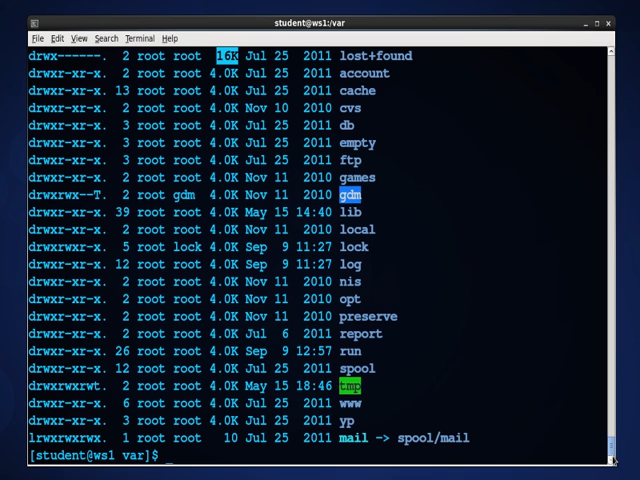 student@ws1:/var
File Edit View Search Terminal Help
drwx------. 2 root root 16K Jul 25 2011 lost+found
drwxr-xr-x. 2 root root 4.0K Jul 25 2011 account
drwxr-xr-x. 13 root root 4.0K Jul 25 2011 cache
drwxr-xr-x. 2 root root 4.0K Nov 10 2010 cvs
drwxr-xr-x. 3 root root 4.0K Jul 25 2011 db
drwxr-xr-x. 3 root root 4.0K Jul 25 2011 empty
drwxr-xr-x. 3 root root 4.0K Jul 25 2011 ftp
drwxr-xr-x. 2 root root 4.0K Nov 11 2010 games
drwxrwx--T. 2 root gdm 4.0K Nov 11 2010 gdm
drwxr-xr-x. 39 root root 4.0K May 15 14:40 lib
drwxr-xr-x. 2 root root 4.0K Nov 11 2010 local
drwxrwxr-x. 5 root lock 4.0K Sep 9 11:27 lock
drwxr-xr-x. 12 root root 4.0K Sep 9 11:27 log
drwxr-xr-x. 2 root root 4.0K Nov 11 2010 nis
drwxr-xr-x. 2 root root 4.0K Nov 11 2010 opt
drwxr-xr-x. 2 root root 4.0K Nov 11 2010 preserve
drwxr-xr-x. 2 root root 4.0K Jul 6 2011 report
drwxr-xr-x. 26 root root 4.0K Sep 9 12:57 run
drwxr-xr-x. 12 root root 4.0K Jul 25 2011 spool
drwxrwxrwt. 2 root root 4.0K May 15 18:46 tmp
drwxr-xr-x. 6 root root 4.0K Jul 25 2011 www
drwxr-xr-x. 3 root root 4.0K Jul 25 2011 yp
lrwxrwxrwx. 1 root root 10 Jul 25 2011 mail -> spool/mail
[student@ws1 var]$ _